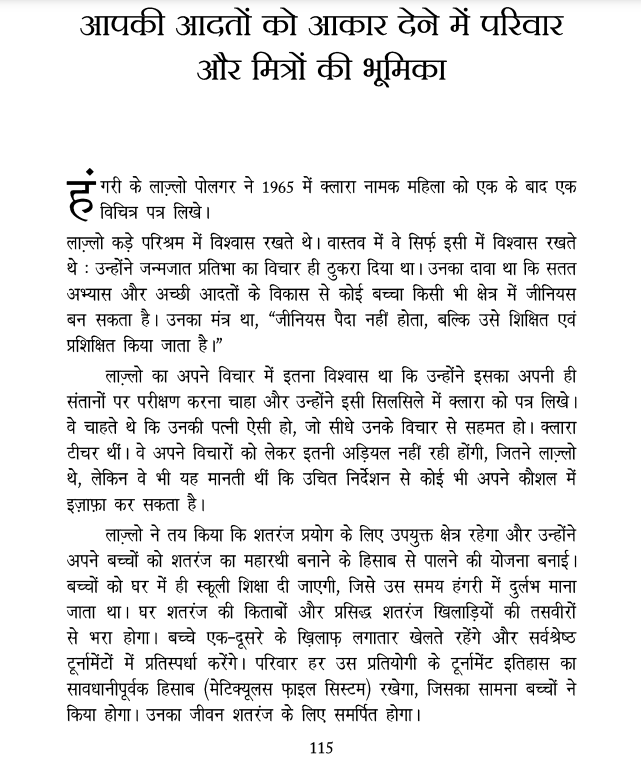 आपकी आदतों को आकार देने में परिवार
और मित्रों की भूमिका
हंगरी के लाज़्लो पोलगर ने 1965 में क्लारा नामक महिला को एक के बाद एक
विचित्र पत्र लिखे।
लाज़्लो कड़े परिश्रम में विश्वास रखते थे। वास्तव में वे सिर्फ़ इसी में विश्वास रखते
थे : उन्होंने जन्मजात प्रतिभा का विचार ही ठुकरा दिया था। उनका दावा था कि सतत
अभ्यास और अच्छी आदतों के विकास से कोई बच्चा किसी भी क्षेत्र में जीनियस
बन सकता है। उनका मंत्र था, “जीनियस पैदा नहीं होता, बल्कि उसे शिक्षित एवं
प्रशिक्षित किया जाता है।”
लाज़्लो का अपने विचार में इतना विश्वास था कि उन्होंने इसका अपनी ही
संतानों पर परीक्षण करना चाहा और उन्होंने इसी सिलसिले में क्लारा को पत्र लिखे।
वे चाहते थे कि उनकी पत्नी ऐसी हो, जो सीधे उनके विचार से सहमत हो। क्लारा
टीचर थीं। वे अपने विचारों को लेकर इतनी अड़ियल नहीं रही होंगी, जितने लाज़्लो
थे, लेकिन वे भी यह मानती थीं कि उचित निर्देशन से कोई भी अपने कौशल में
इज़ाफ़ा कर सकता है।
लाज़्लो ने तय किया कि शतरंज प्रयोग के लिए उपयुक्त क्षेत्र रहेगा और उन्होंने
अपने बच्चों को शतरंज का महारथी बनाने के हिसाब से पालने की योजना बनाई।
बच्चों को घर में ही स्कूली शिक्षा दी जाएगी, जिसे उस समय हंगरी में दुर्लभ माना
जाता था। घर शतरंज की किताबों और प्रसिद्ध शतरंज खिलाड़ियों की तसवीरों
से भरा होगा। बच्चे एक-दूसरे के ख़िलाफ़ लगातार खेलते रहेंगे और सर्वश्रेष्ठ
टूर्नामेंटों में प्रतिस्पर्धा करेंगे। परिवार हर उस प्रतियोगी के टूर्नामेंट इतिहास का
सावधानीपूर्वक हिसाब (मेटिक्यूलस फ़ाइल सिस्टम) रखेगा, जिसका सामना बच्चों ने
किया होगा। उनका जीवन शतरंज के लिए समर्पित होगा।
115